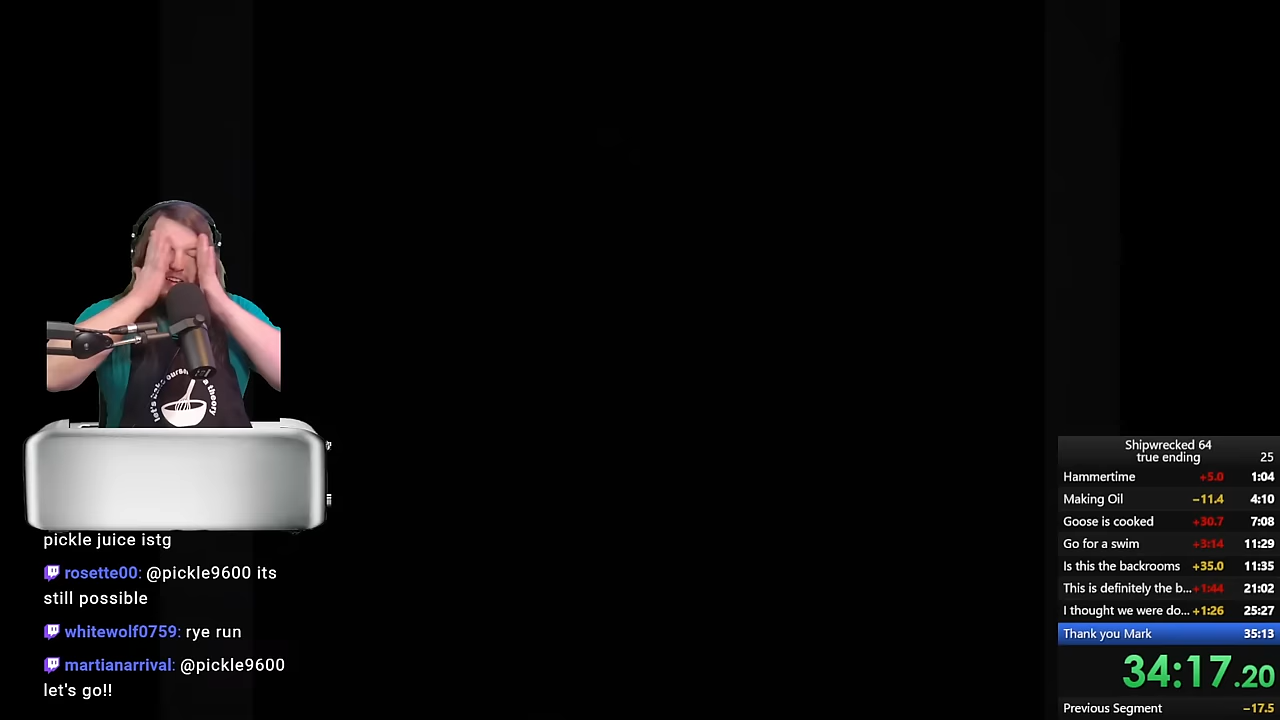 let's bake ourselves a theory
pickle juice istg
rosette00: @pickle9600 its
still possible
whitewolf0759: rye run
martianarrival: @pickle9600
let's go!!
Shipwrecked 64
true ending 25
Hammertime +5.0 1:04
Making Oil −11.4 4:10
Goose is cooked +30.7 7:08
Go for a swim +3:14 11:29
Is this the backrooms +35.0 11:35
This is definitely the b... +1:44 21:02
I thought we were do... +1:26 25:27
Thank you Mark 35:13
34:17.20
Previous Segment −17.5